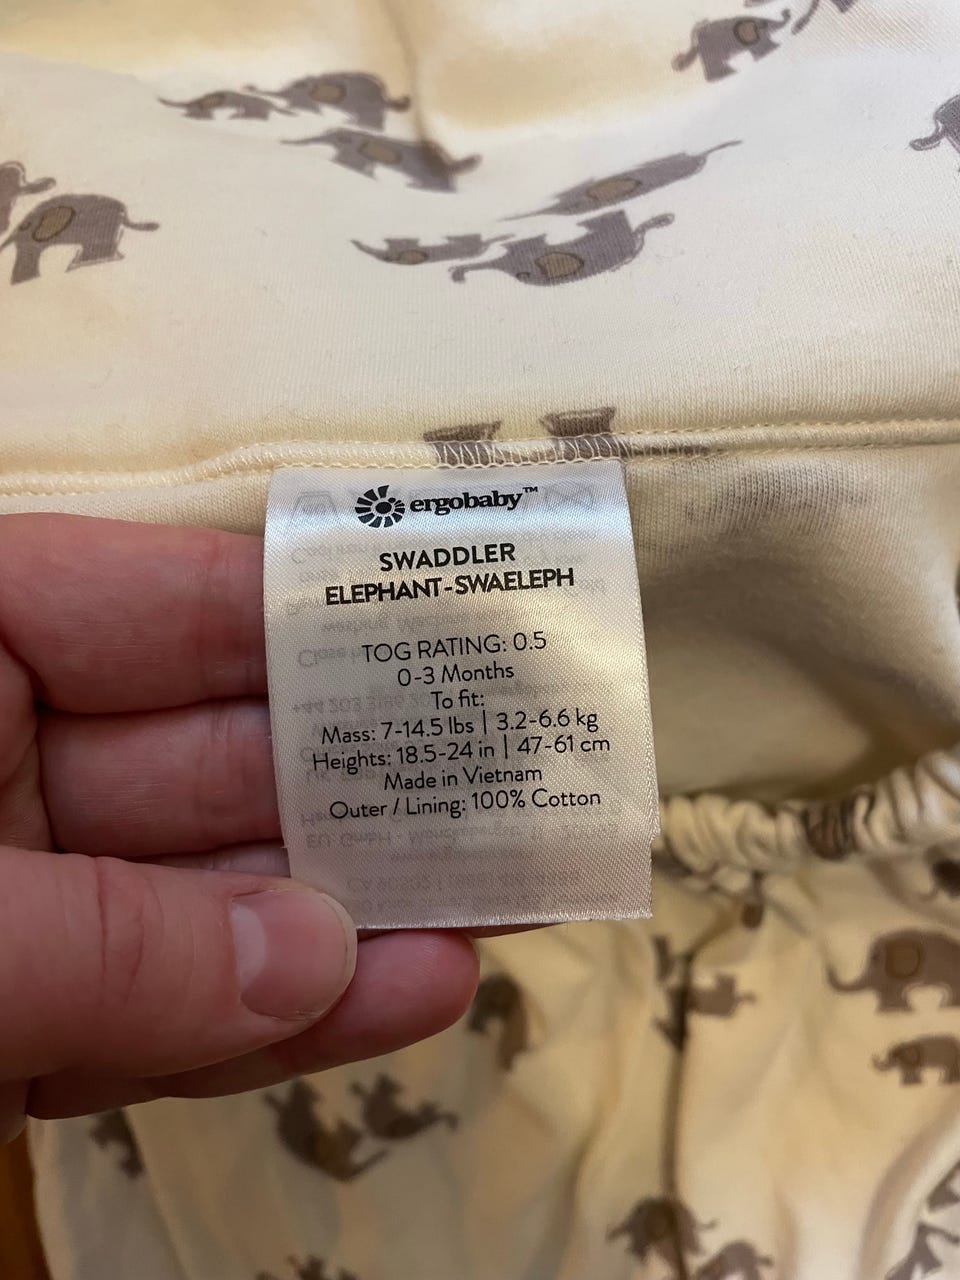 ergobaby™
SWADDLER
ELEPHANT-SWAELEPH
TOG RATING: 0.5
0-3 Months
To fit:
Mass: 7-14.5 lbs | 3.2-6.6 kg
Heights: 18.5-24 in | 47-61 cm
Made in Vietnam
Outer / Lining: 100% Cotton